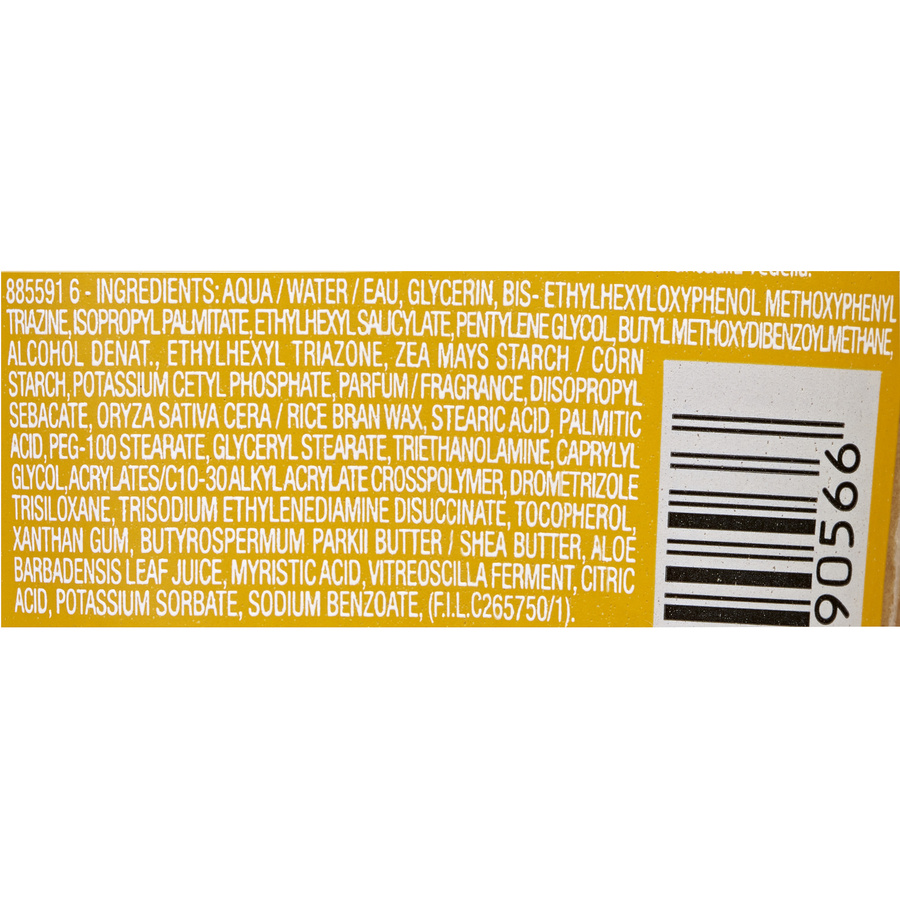 885591 6 - INGREDIENTS: AQUA / WATER / EAU, GLYCERIN, BIS- ETHYLHEXYLOXYPHENOL METHOXYPHENYL
TRIAZINE, ISOPROPYL PALMITATE, ETHYLHEXYL SALICYLATE, PENTYLENE GLYCOL, BUTYL METHOXYDIBENZOYLMETHANE,
ALCOHOL DENAT., ETHYLHEXYL TRIAZONE, ZEA MAYS STARCH / CORN
STARCH, POTASSIUM CETYL PHOSPHATE, PARFUM / FRAGRANCE, DIISOPROPYL
SEBACATE, ORYZA SATIVA CERA / RICE BRAN WAX, STEARIC ACID, PALMITIC
ACID, PEG-100 STEARATE, GLYCERYL STEARATE, TRIETHANOLAMINE, CAPRYLYL
GLYCOL, ACRYLATES/C10-30 ALKYL ACRYLATE CROSSPOLYMER, DROMETRIZOLE
TRISILOXANE, TRISODIUM ETHYLENEDIAMINE DISUCCINATE, TOCOPHEROL,
XANTHAN GUM, BUTYROSPERMUM PARKII BUTTER / SHEA BUTTER, ALOE
BARBADENSIS LEAF JUICE, MYRISTIC ACID, VITREOSCILLA FERMENT, CITRIC
ACID, POTASSIUM SORBATE, SODIUM BENZOATE, (F.I.L.C265750/1).
90566